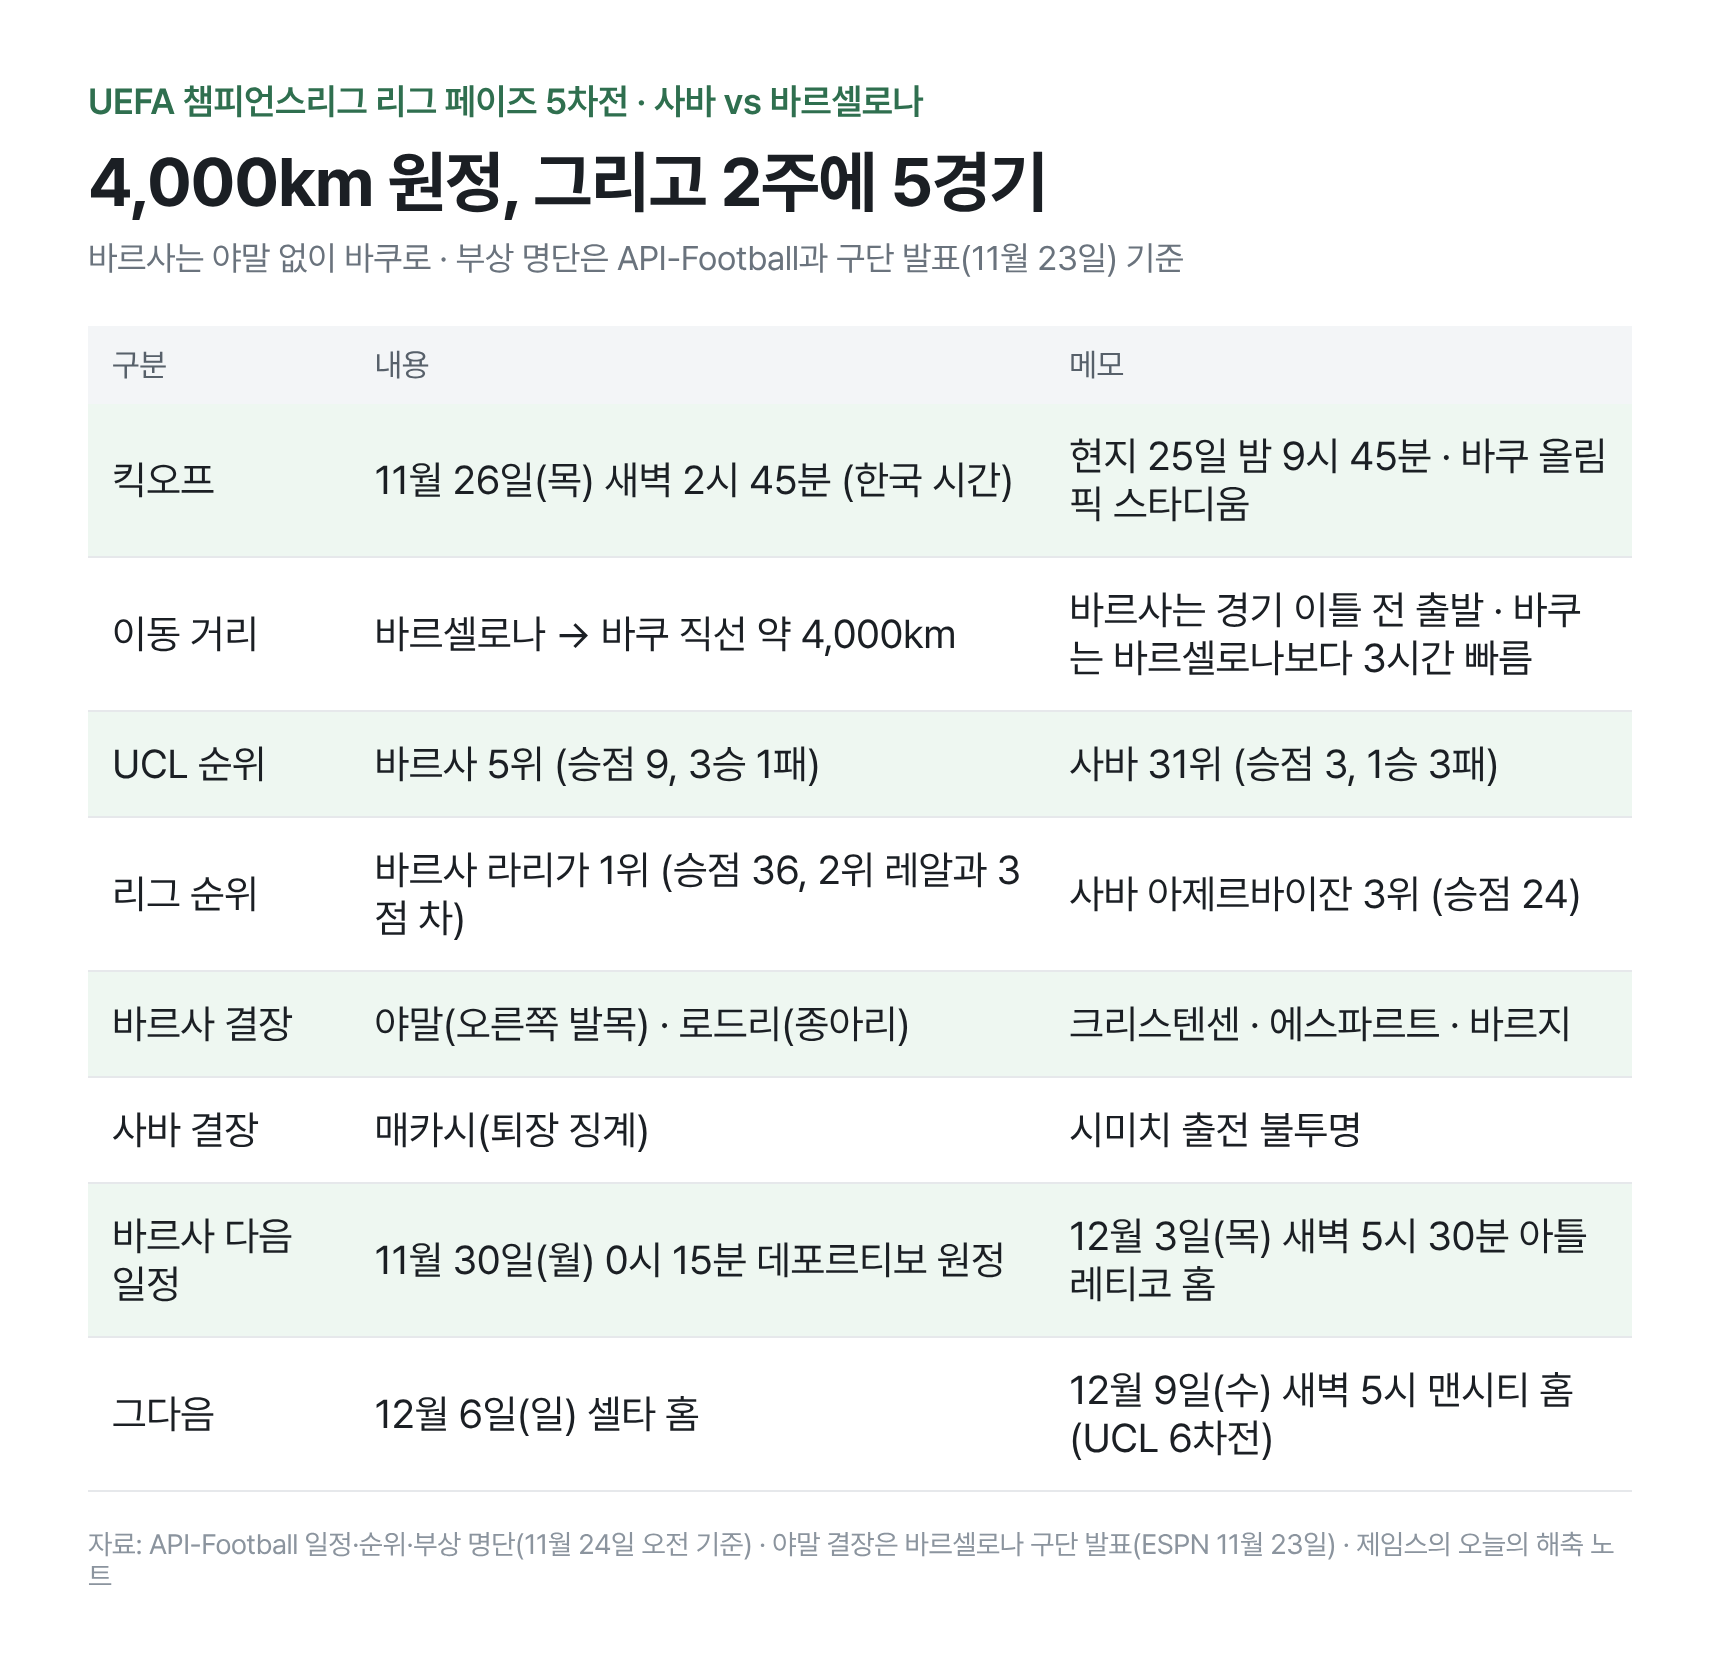 UEFA 챔피언스리그 리그 페이즈 5차전 · 사바 vs 바르셀로나
4,000km 원정, 그리고 2주에 5경기
바르사는 야말 없이 바쿠로 · 부상 명단은 API-Football과 구단 발표(11월 23일) 기준
구분 내용 메모
킥오프 11월 26일(목) 새벽 2시 45분 (한국 시간) 현지 25일 밤 9시 45분 · 바쿠 올림
픽 스타디움
이동 거리 바르셀로나 → 바쿠 직선 약 4,000km 바르사는 경기 이틀 전 출발 · 바쿠
는 바르셀로나보다 3시간 빠름
UCL 순위 바르사 5위 (승점 9, 3승 1패) 사바 31위 (승점 3, 1승 3패)
리그 순위 바르사 라리가 1위 (승점 36, 2위 레알과 3
점 차) 사바 아제르바이잔 3위 (승점 24)
바르사 결장 야말(오른쪽 발목) · 로드리(종아리) 크리스텐센 · 에스파르트 · 바르지
사바 결장 매카시(퇴장 징계) 시미치 출전 불투명
바르사 다음
일정 11월 30일(월) 0시 15분 데포르티보 원정 12월 3일(목) 새벽 5시 30분 아틀
레티코 홈
그다음 12월 6일(일) 셀타 홈 12월 9일(수) 새벽 5시 맨시티 홈
(UCL 6차전)
자료: API-Football 일정·순위·부상 명단(11월 24일 오전 기준) · 야말 결장은 바르셀로나 구단 발표(ESPN 11월 23일) · 제임스의 오늘의 해축 노
트